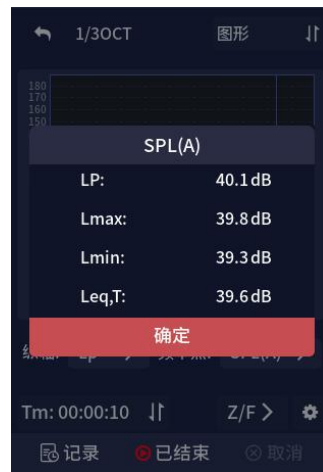 1/3OCT 图形
180
170
160
150
SPL(A)
LP: 40.1dB
Lmax: 39.8dB
Lmin: 39.3dB
Leq,T: 39.6dB
确定
Tm: 00:00:10 Z/F >
记录 已结束 取消